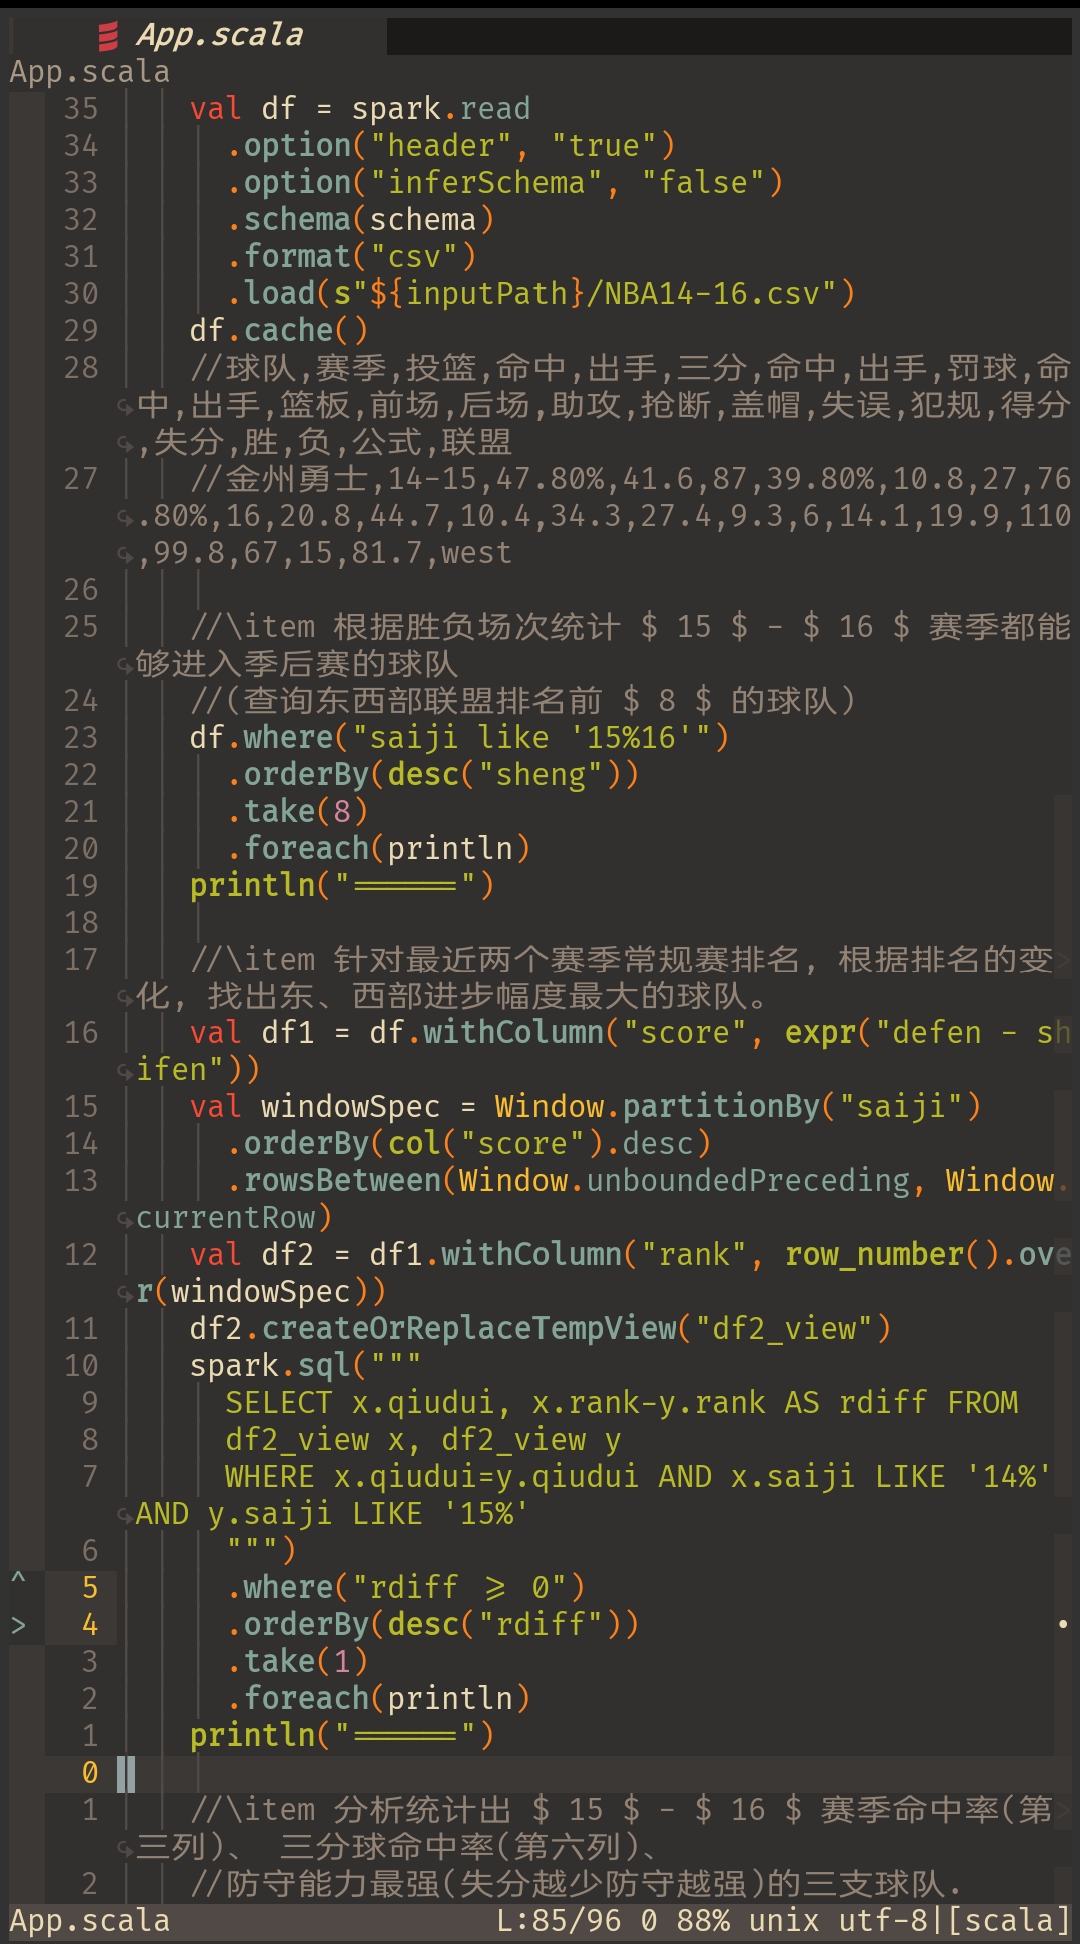 App.scala
App.scala
35 val df = spark.read
34 .option("header", "true")
33 .option("inferSchema", "false")
32 .schema(schema)
31 .format("csv")
30 .load(s"${inputPath}/NBA14-16.csv")
29 df.cache()
28 //球队,赛季,投篮,命中,出手,三分,命中,出手,罚球,命
中,出手,篮板,前场,后场,助攻,抢断,盖帽,失误,犯规,得分
,失分,胜,负,公式,联盟
27 //金州勇士,14-15,47.80%,41.6,87,39.80%,10.8,27,76
.80%,16,20.8,44.7,10.4,34.3,27.4,9.3,6,14.1,19.9,110
,99.8,67,15,81.7,west
26
25 //\item 根据胜负场次统计 $ 15 $ - $ 16 $ 赛季都能
够进入季后赛的球队
24 //(查询东西部联盟排名前 $ 8 $ 的球队)
23 df.where("saiji like '15%16'")
22 .orderBy(desc("sheng"))
21 .take(8)
20 .foreach(println)
19 println("======")
18
17 //\item 针对最近两个赛季常规赛排名, 根据排名的变>
化, 找出东、西部进步幅度最大的球队。
16 val df1 = df.withColumn("score", expr("defen - sh
ifen"))
15 val windowSpec = Window.partitionBy("saiji")
14 .orderBy(col("score").desc)
13 .rowsBetween(Window.unboundedPreceding, Window.
currentRow)
12 val df2 = df1.withColumn("rank", row_number().ove
r(windowSpec))
11 df2.createOrReplaceTempView("df2_view")
10 spark.sql("""
9 SELECT x.qiudui, x.rank-y.rank AS rdiff FROM
8 df2_view x, df2_view y
7 WHERE x.qiudui=y.qiudui AND x.saiji LIKE '14%'
AND y.saiji LIKE '15%'
6 """)
^ 5 .where("rdiff >= 0")
> 4 .orderBy(desc("rdiff"))
3 .take(1)
2 .foreach(println)
1 println("======")
0
1 //\item 分析统计出 $ 15 $ - $ 16 $ 赛季命中率(第>
三列)、 三分球命中率(第六列)、
2 //防守能力最强(失分越少防守越强)的三支球队.
App.scala L:85/96 0 88% unix utf-8|[scala]